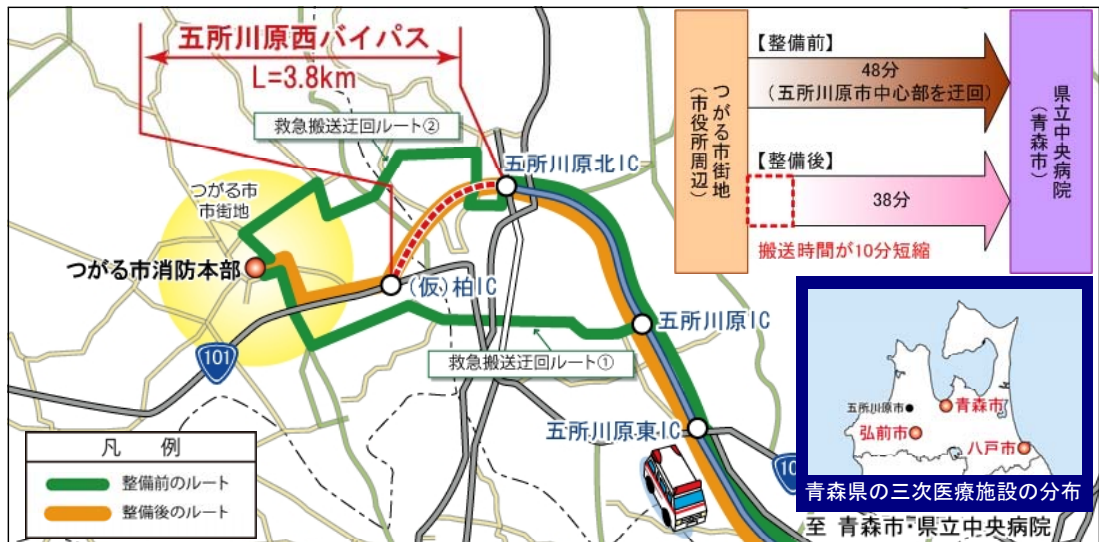 五所川原西バイパス
L=3.8km
救急搬送迂回ルート②
五所川原北IC
つがる市
市街地
つがる市消防本部
(仮)柏IC
五所川原IC
101
救急搬送迂回ルート①
五所川原東IC
凡 例
整備前のルート
整備後のルート
つがる市街地
(市役所周辺)
【整備前】
48分
(五所川原市中心部を迂回)
【整備後】
38分
搬送時間が10分短縮
県立中央病院
(青森市)
五所川原市
青森市
弘前市
八戸市
青森県の三次医療施設の分布
至 青森市・県立中央病院